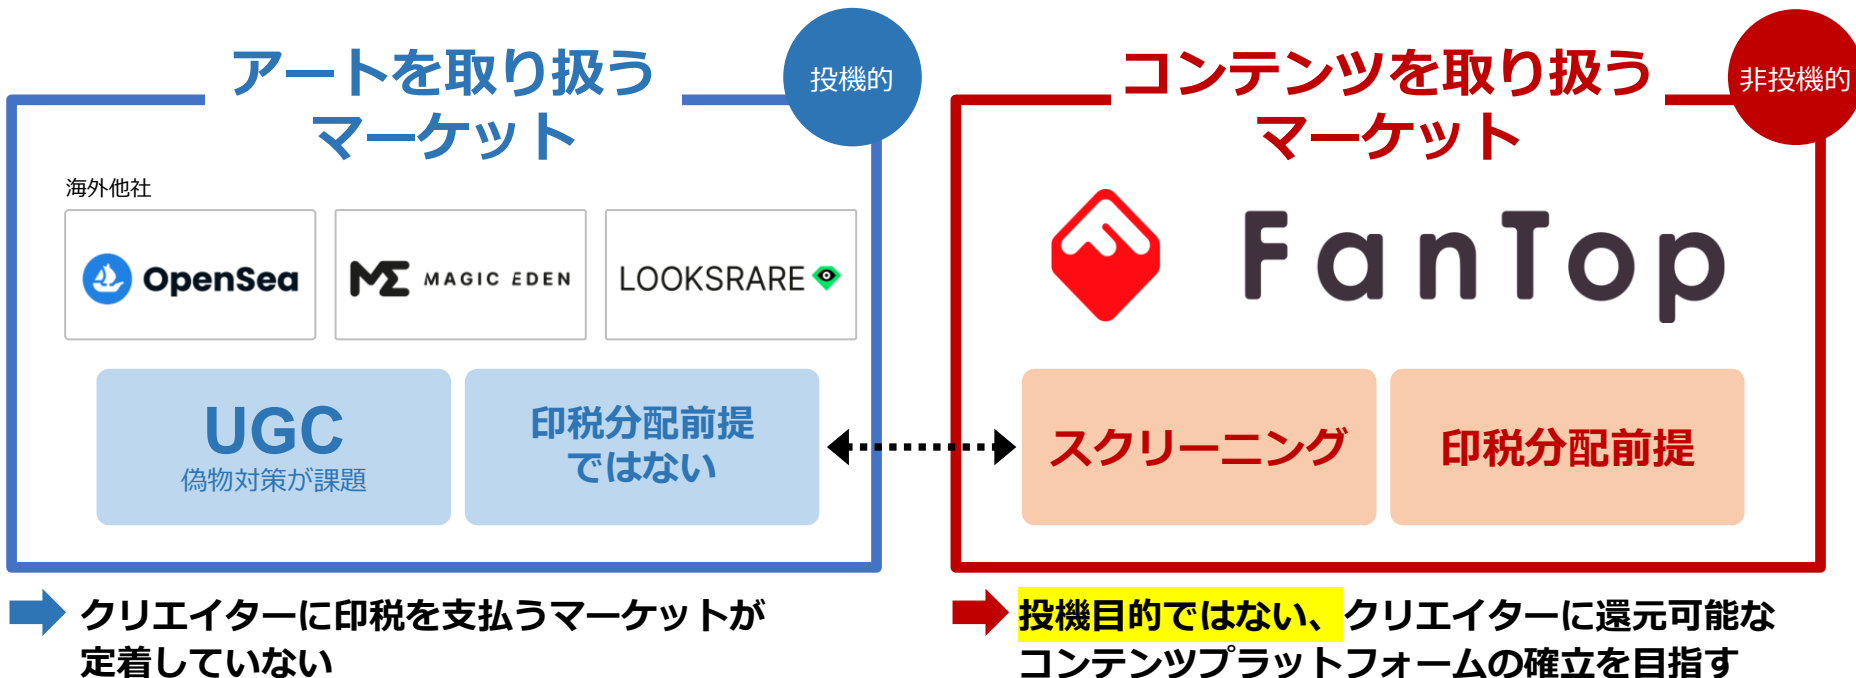 アートを取り扱う
マーケット
投機的
海外他社
OpenSea
MAGIC EDEN
LOOKSRARE
UGC
偽物対策が課題
印税分配前提
ではない
クリエイターに印税を支払うマーケットが
定着していない
コンテンツを取り扱う
マーケット
非投機的
FanTop
スクリーニング
印税分配前提
投機目的ではない、クリエイターに還元可能な
コンテンツプラットフォームの確立を目指す